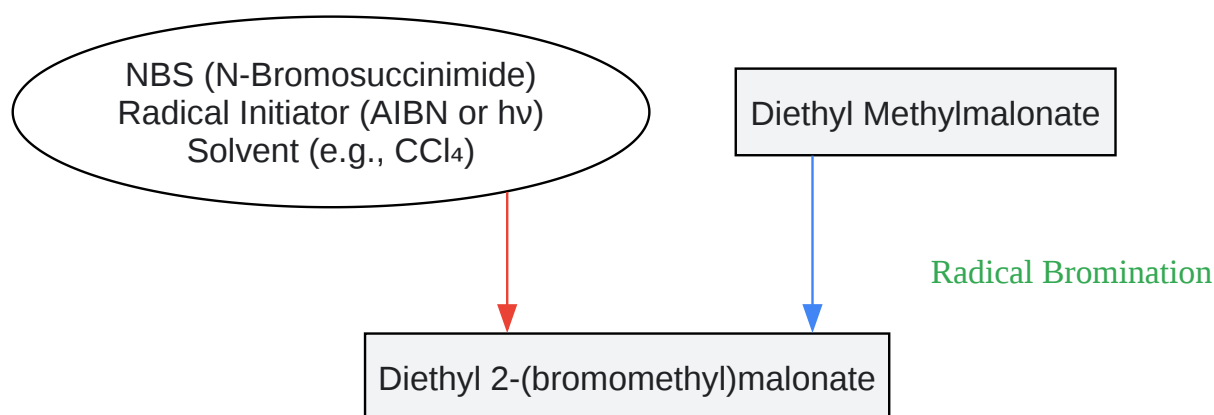 NBS (N-Bromosuccinimide)
Radical Initiator (AIBN or hν)
Solvent (e.g., CCl₄)
Diethyl Methylmalonate
Radical Bromination
Diethyl 2-(bromomethyl)malonate